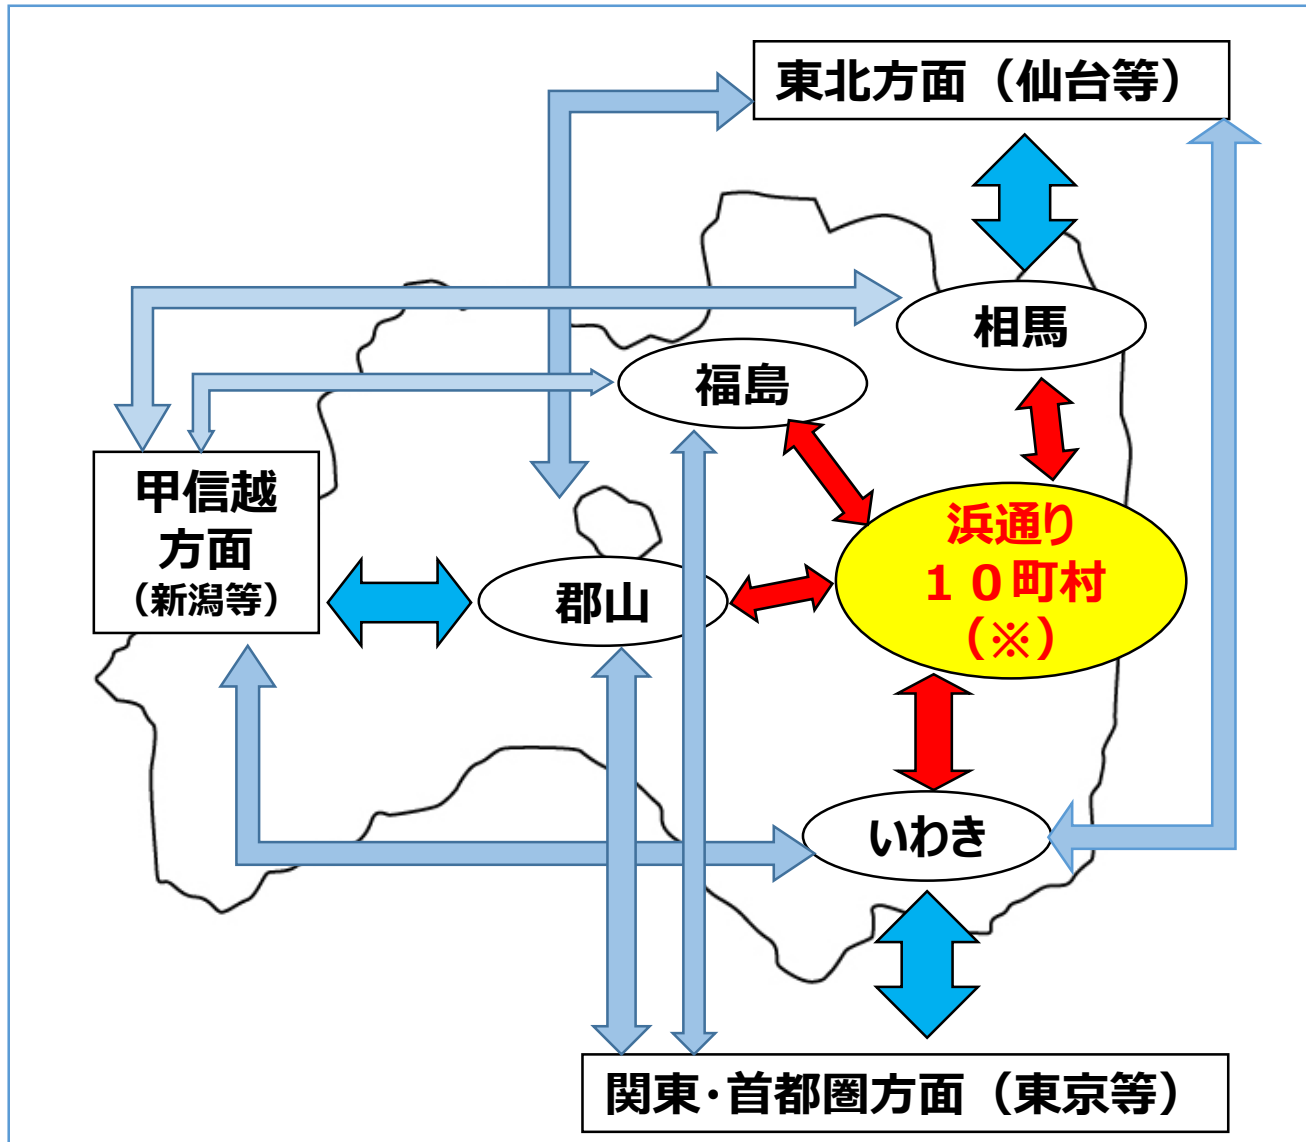 東北方面（仙台等）
相馬
福島
甲信越
方面
（新潟等）
浜通り
１０町村
（※）
郡山
いわき
関東・首都圏方面（東京等）